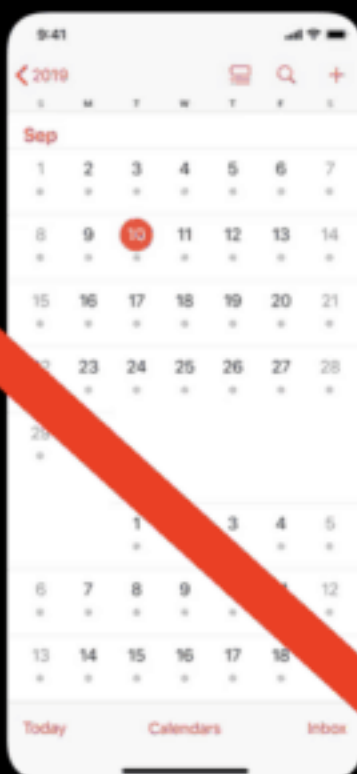 9:41
2019
S M T W T F S
Sep
1 2 3 4 5 6 7
8 9 10 11 12 13 14
15 16 17 18 19 20 21
23 24 25 26 27 28
29
1 3 4 5
6 7 8 9 12
13 14 15 16 17 18
Today Calendars Inbox